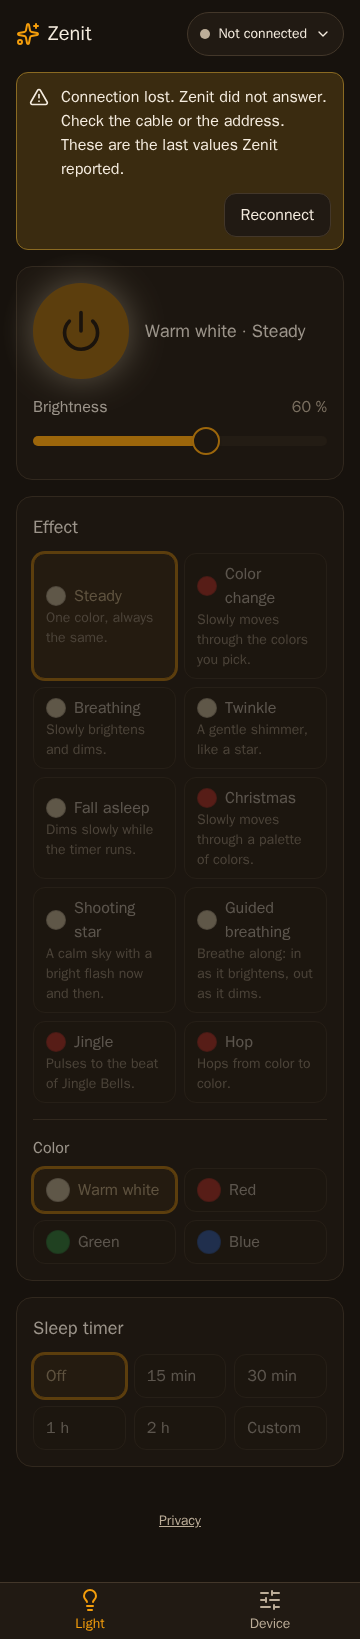 Zenit
Not connected
Connection lost. Zenit did not answer.
Check the cable or the address.
These are the last values Zenit
reported.
Reconnect
Warm white · Steady
Brightness
60 %
Effect
Steady
One color, always
the same.
Color
change
Slowly moves
through the colors
you pick.
Breathing
Slowly brightens
and dims.
Twinkle
A gentle shimmer,
like a star.
Fall asleep
Dims slowly while
the timer runs.
Christmas
Slowly moves
through a palette
of colors.
Shooting
star
A calm sky with a
bright flash now
and then.
Guided
breathing
Breathe along: in
as it brightens, out
as it dims.
Jingle
Pulses to the beat
of Jingle Bells.
Hop
Hops from color to
color.
Color
Warm white
Red
Green
Blue
Sleep timer
Off
15 min
30 min
1 h
2 h
Custom
Privacy
Light
Device